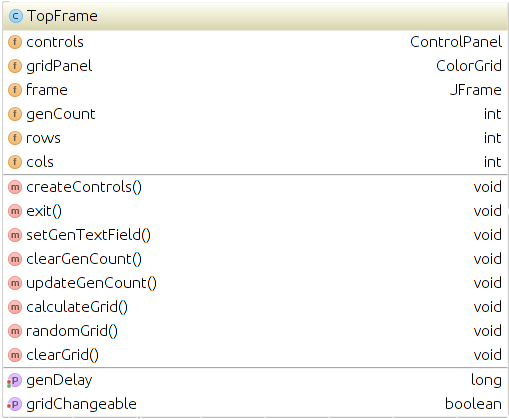 C TopFrame
f controls ControlPanel
f gridPanel ColorGrid
f frame JFrame
f genCount int
f rows int
f cols int
m createControls() void
m exit() void
m setGenTextField() void
m clearGenCount() void
m updateGenCount() void
m calculateGrid() void
m randomGrid() void
m clearGrid() void
P genDelay long
P gridChangeable boolean